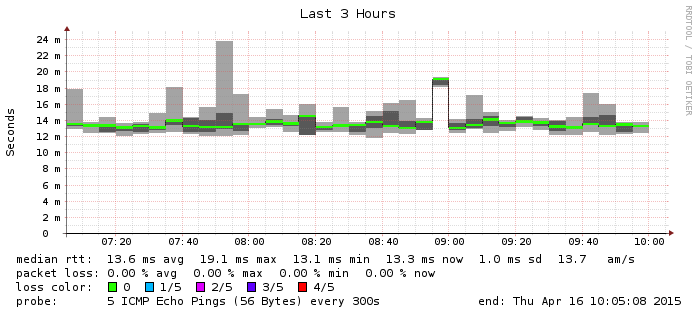 Last 3 Hours
RRDTOOL / TOBI OETIKER
Seconds
24 m
22 m
20 m
18 m
16 m
14 m
12 m
10 m
8 m
6 m
4 m
2 m
0
07:20 07:40 08:00 08:20 08:40 09:00 09:20 09:40 10:00
median rtt: 13.6 ms avg 19.1 ms max 13.1 ms min 13.3 ms now 1.0 ms sd 13.7 am/s
packet loss: 0.00 % avg 0.00 % max 0.00 % min 0.00 % now
loss color: 0 1/5 2/5 3/5 4/5
probe: 5 ICMP Echo Pings (56 Bytes) every 300s end: Thu Apr 16 10:05:08 2015